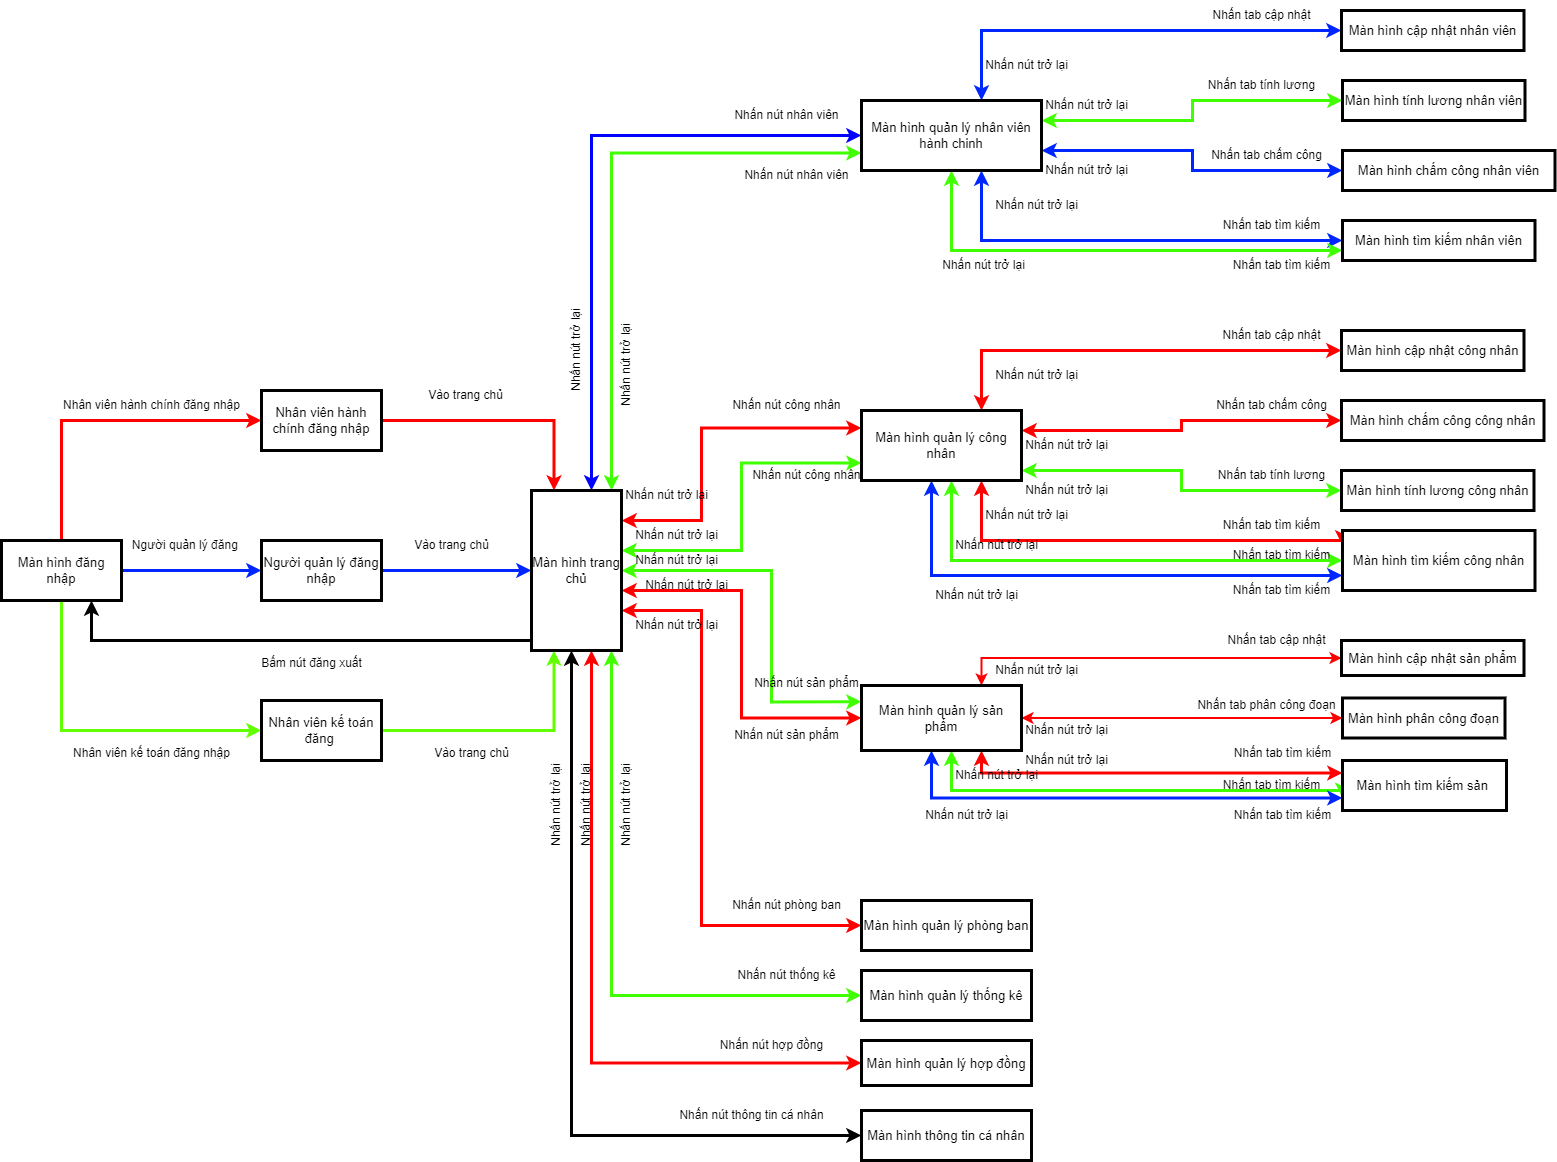 Nhấn tab cập nhật
Màn hình cập nhật nhân viên
Nhấn nút trở lại
Nhấn tab tính lương
Màn hình tính lương nhân viên
Nhấn nút trở lại
Nhấn nút nhân viên
Màn hình quản lý nhân viên
hành chính
Nhấn tab chấm công
Màn hình chấm công nhân viên
Nhấn nút trở lại
Nhấn nút nhân viên
Nhấn nút trở lại
Nhấn tab tìm kiếm
Màn hình tìm kiếm nhân viên
Nhấn nút trở lại
Nhấn tab tìm kiếm
Nhấn nút trở lại
Nhấn nút trở lại
Nhấn tab cập nhật
Màn hình cập nhật công nhân
Nhấn nút trở lại
Nhân viên hành chính đăng nhập
Nhân viên hành
chính đăng nhập
Vào trang chủ
Nhấn nút công nhân
Nhấn tab chấm công
Màn hình chấm công công nhân
Màn hình quản lý công
nhân
Nhấn nút trở lại
Nhấn nút công nhân
Nhấn tab tính lương
Màn hình tính lương công nhân
Nhấn nút trở lại
Nhấn nút trở lại
Nhấn nút trở lại
Nhấn tab tìm kiếm
Nhấn nút trở lại
Nhấn nút trở lại
Nhấn tab tìm kiếm
Màn hình tìm kiếm công nhân
Màn hình đăng
nhập
Người quản lý đăng
Người quản lý đăng
nhập
Vào trang chủ
Màn hình trang
chủ
Nhấn nút trở lại
Nhấn nút trở lại
Nhấn nút trở lại
Nhấn tab tìm kiếm
Nhấn nút trở lại
Bấm nút đăng xuất
Nhấn tab cập nhật
Màn hình cập nhật sản phẩm
Nhấn nút trở lại
Nhấn nút sản phẩm
Màn hình quản lý sản
phẩm
Nhấn tab phân công đoạn
Màn hình phân công đoạn
Nhấn nút trở lại
Nhân viên kế toán
đăng
Nhân viên kế toán đăng nhập
Vào trang chủ
Nhấn nút sản phẩm
Nhấn nút trở lại
Nhấn tab tìm kiếm
Nhấn nút trở lại
Nhấn tab tìm kiếm
Màn hình tìm kiếm sản
Nhấn nút trở lại
Nhấn tab tìm kiếm
Nhấn nút trở lại
Nhấn nút trở lại
Nhấn nút trở lại
Nhấn nút phòng ban
Màn hình quản lý phòng ban
Nhấn nút thống kê
Màn hình quản lý thống kê
Nhấn nút hợp đồng
Màn hình quản lý hợp đồng
Nhấn nút thông tin cá nhân
Màn hình thông tin cá nhân